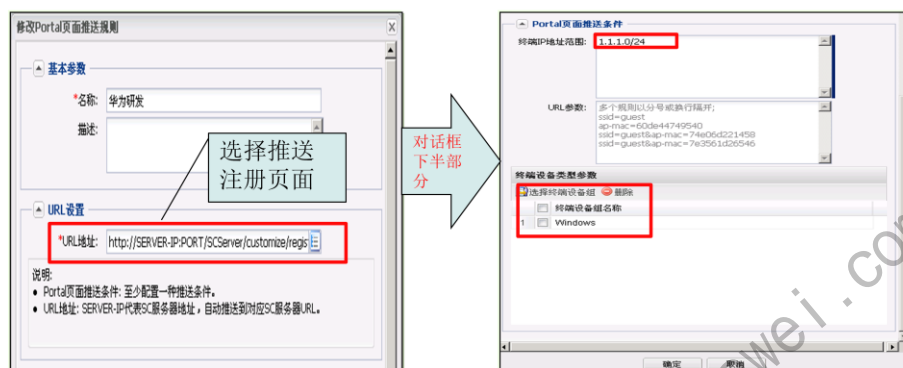 修改Portal页面推送规则
X
基本参数
*名称: 华为研发
描述:
选择推送
注册页面
URL设置
*URL地址: http://SERVER-IP:PORT/SCServer/customize/regis
说明:
• Portal页面推送条件: 至少配置一种推送条件。
• URL地址: SERVER-IP代表SC服务器地址，自动推送到对应SC服务器URL。
对话框
下半部
分
Portal页面推送条件
终端IP地址范围: 1.1.1.0/24
URL参数: 多个规则以分号或换行隔开;
ssid=guest
ap-mac=60de44749540
ssid=guest&ap-mac=74e06d221458
ssid=guest&ap-mac=7e3561d26546
终端设备类型参数
选择终端设备组 删除
终端设备组名称
1 Windows
确定 取消
wei.com